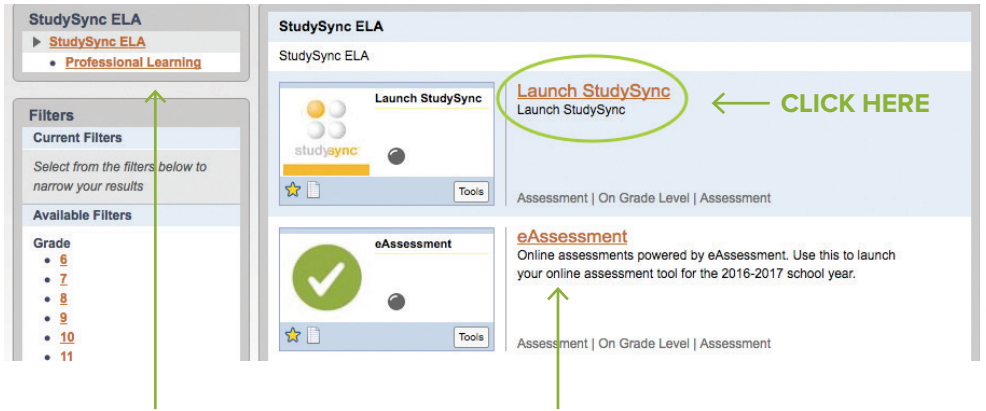 StudySync ELA
StudySync ELA
Professional Learning
Filters
Current Filters
Select from the filters below to
narrow your results
Available Filters
Grade
6
7
8
9
10
11
StudySync ELA
StudySync ELA
Launch StudySync
studysync
Tools
Launch StudySync
Launch StudySync
CLICK HERE
Assessment | On Grade Level | Assessment
eAssessment
Tools
eAssessment
Online assessments powered by eAssessment. Use this to launch
your online assessment tool for the 2016-2017 school year.
Assessment | On Grade Level | Assessment